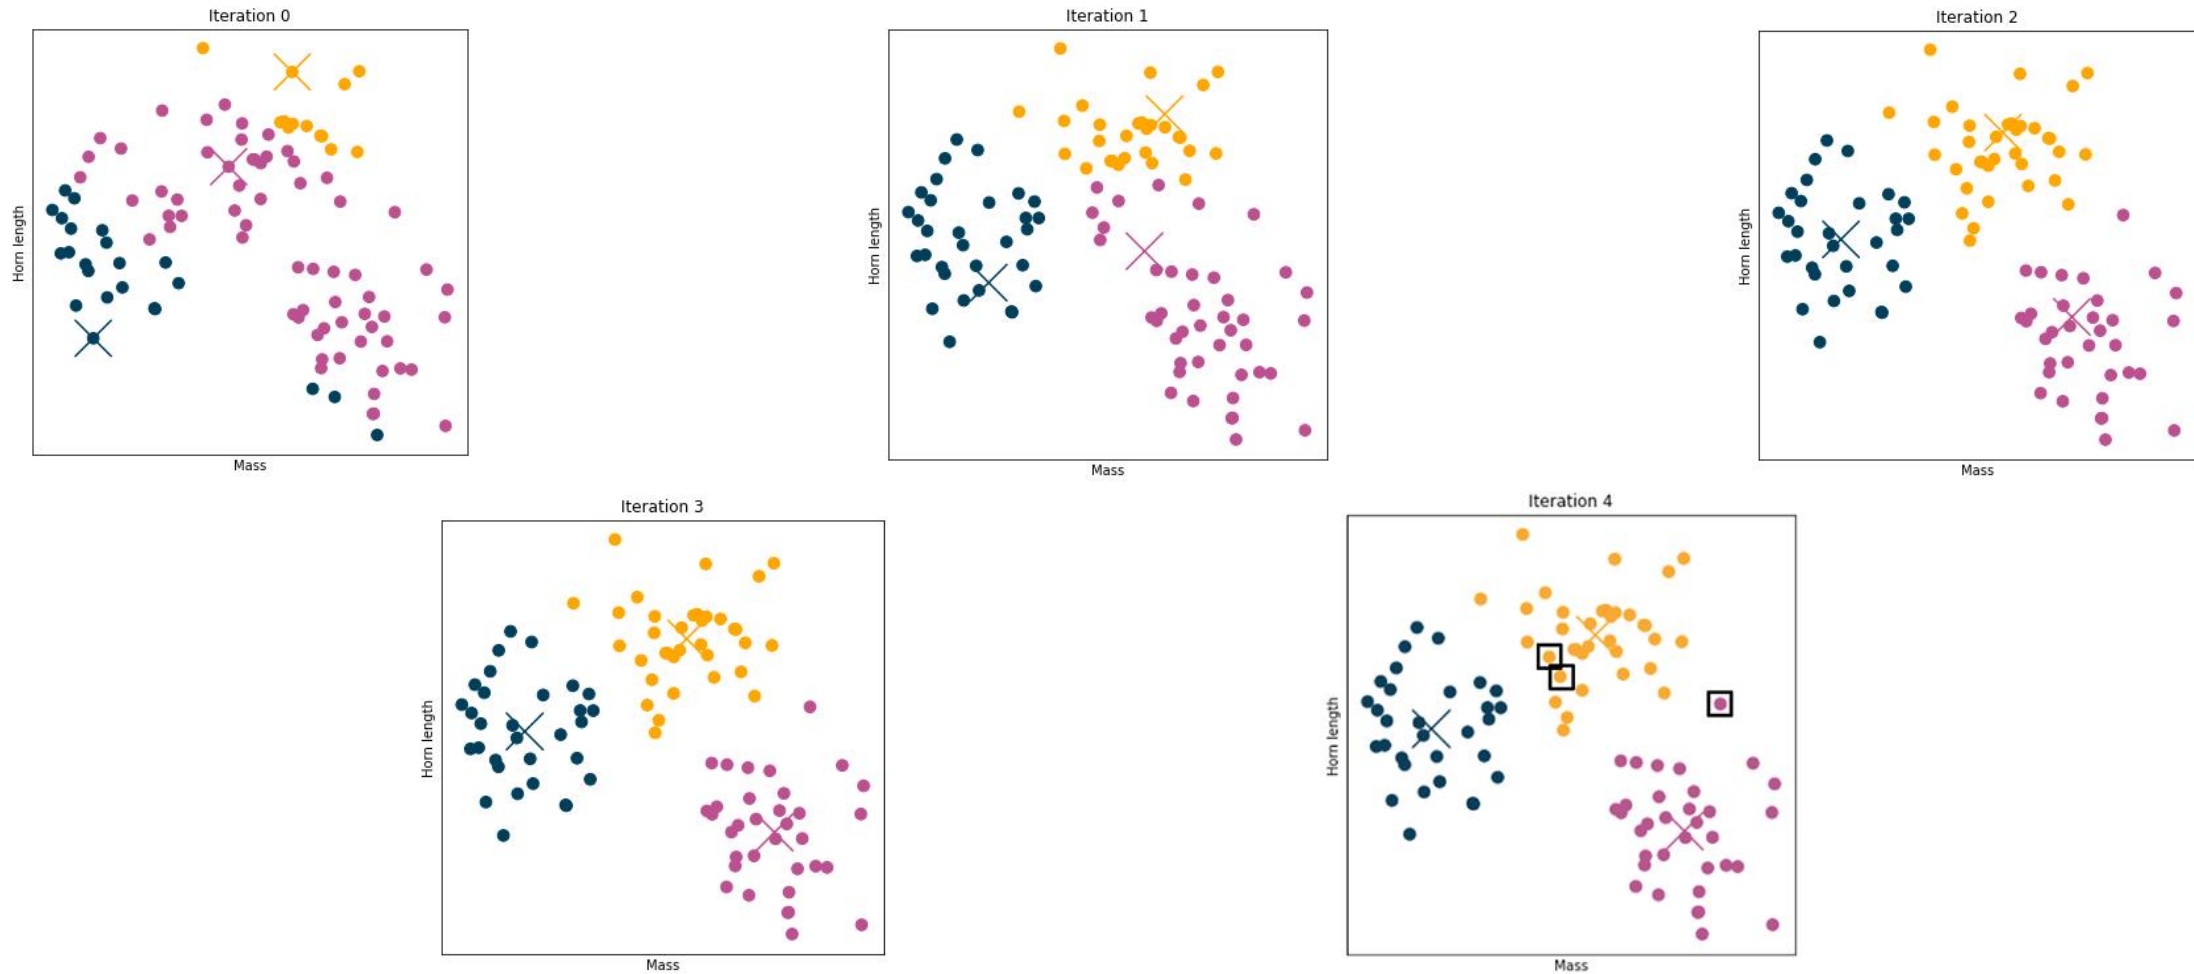 Iteration 0
Horn length
Mass
Iteration 1
Horn length
Mass
Iteration 2
Horn length
Mass
Iteration 3
Horn length
Mass
Iteration 4
Horn length
Mass